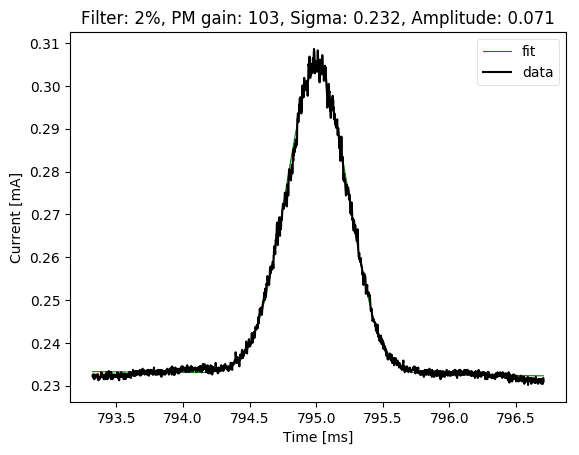 Filter: 2%, PM gain: 103, Sigma: 0.232, Amplitude: 0.071
fit
data
0.31
0.30
0.29
0.28
0.27
0.26
0.25
0.24
0.23
Current [mA]
793.5 794.0 794.5 795.0 795.5 796.0 796.5
Time [ms]